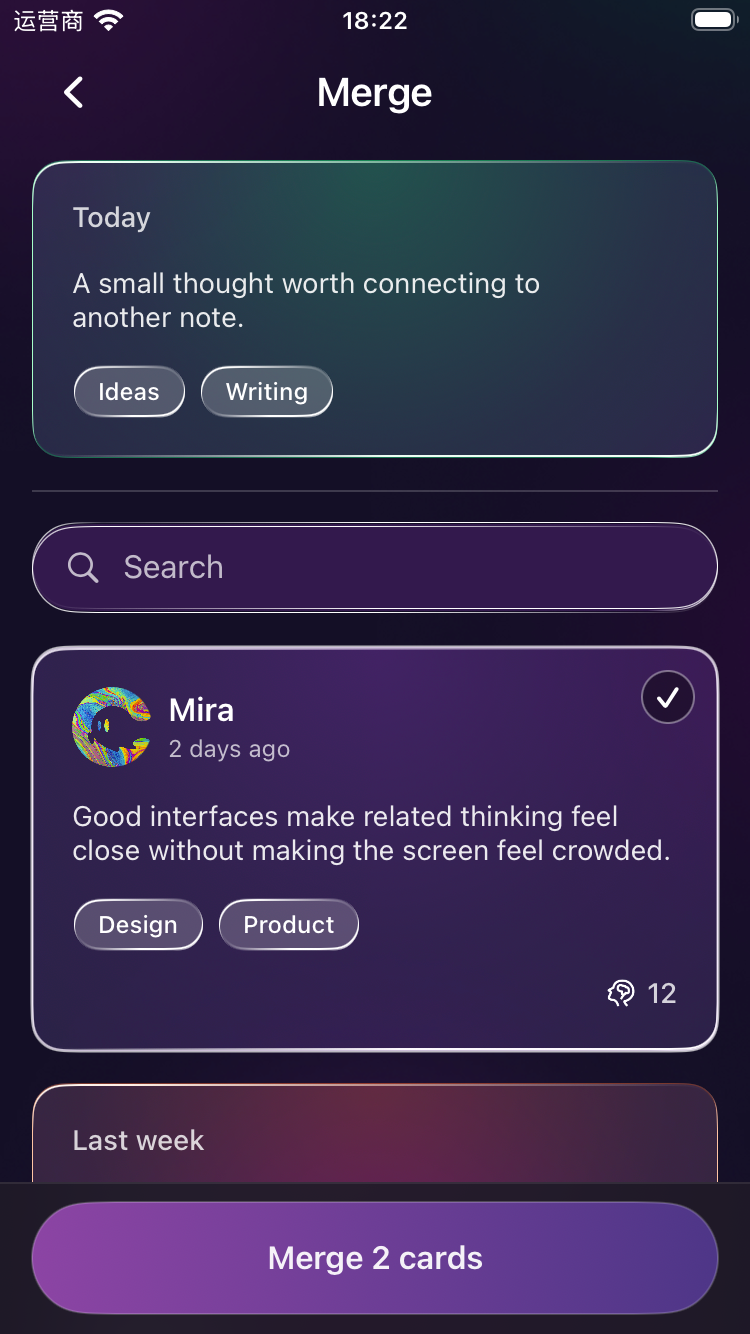 运营商 18:22
Merge
Today
A small thought worth connecting to
another note.
Ideas Writing
Search
Mira
2 days ago
Good interfaces make related thinking feel
close without making the screen feel crowded.
Design Product
12
Last week
Merge 2 cards